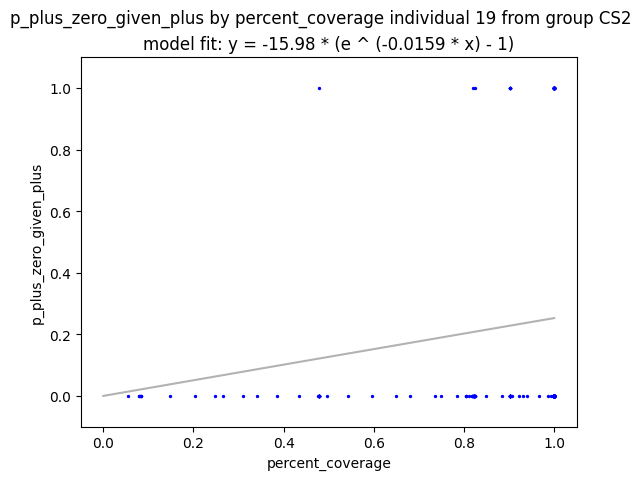 p_plus_zero_given_plus by percent_coverage individual 19 from group CS2
model fit: y = -15.98 * (e ^ (-0.0159 * x) - 1)
1.0
0.8
0.6
0.4
0.2
0.0
p_plus_zero_given_plus
0.0 0.2 0.4 0.6 0.8 1.0
percent_coverage